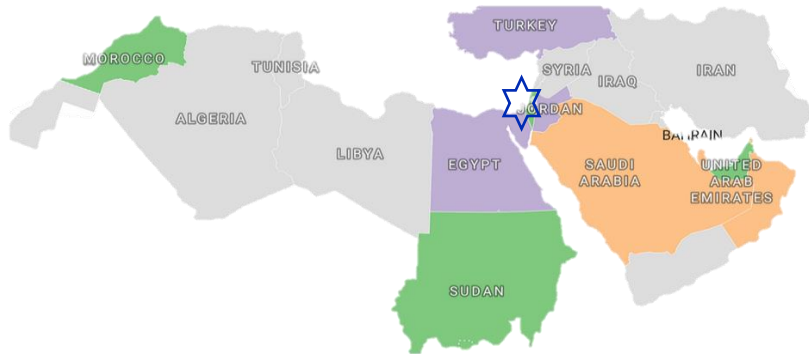 TURKEY
MOROCCO
TUNISIA
SYRIA
IRAQ
IRAN
ALGERIA
JORDAN
BAHRAIN
LIBYA
EGYPT
SAUDI
ARABIA
UNITED
ARAB
EMIRATES
SUDAN